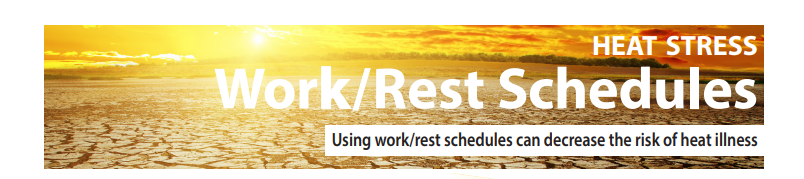 HEAT STRESS
Work/Rest Schedules
Using work/rest schedules can decrease the risk of heat illness